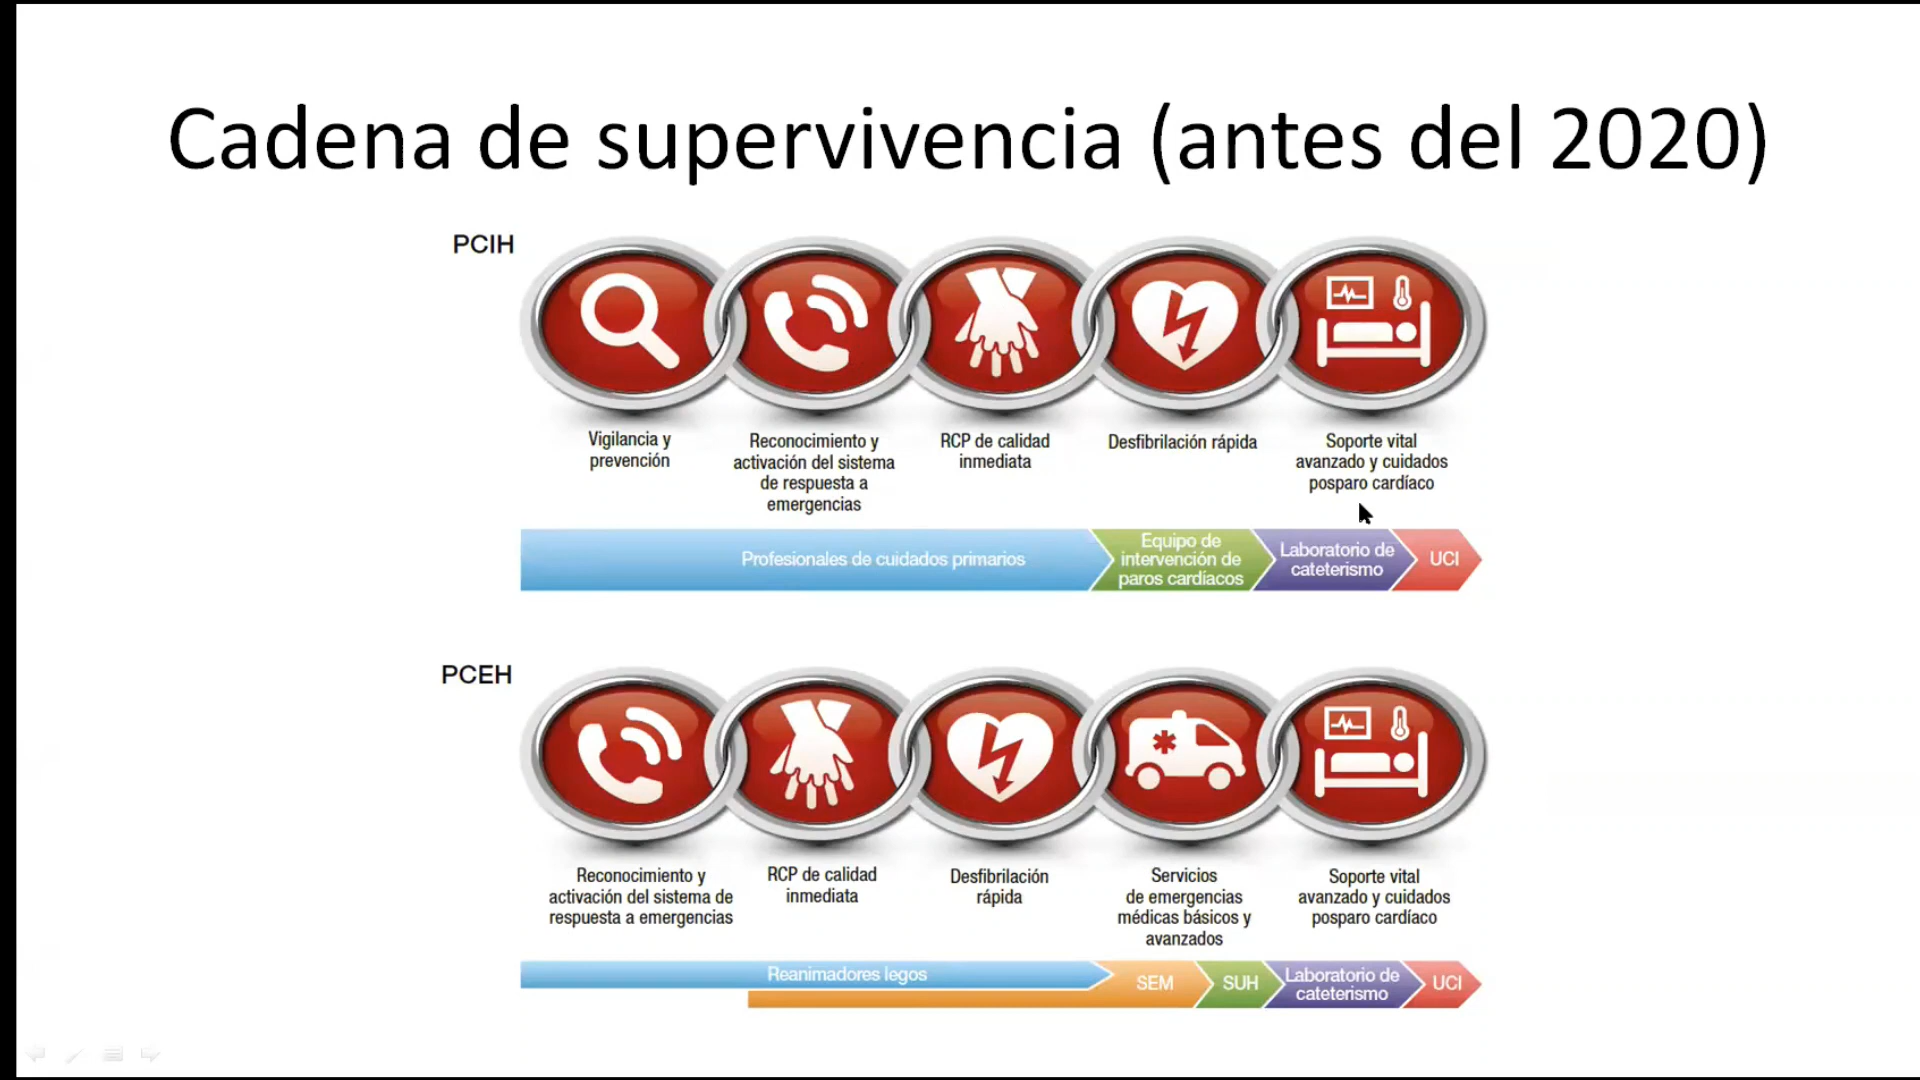 Cadena de supervivencia (antes del 2020)
PCIH
Vigilancia y
prevención
Reconocimiento y
activación del sistema
de respuesta a
emergencias
RCP de calidad
inmediata
Desfibrilación rápida
Soporte vital
avanzado y cuidados
posparo cardíaco
Profesionales de cuidados primarios
Equipo de
intervención de
paros cardíacos
Laboratorio de
cateterismo
UCI
PCEH
Reconocimiento y
activación del sistema de
respuesta a emergencias
RCP de calidad
inmediata
Desfibrilación
rápida
Servicios
de emergencias
médicas básicos y
avanzados
Soporte vital
avanzado y cuidados
posparo cardíaco
Reanimadores legos
SEM
SUH
Laboratorio de
cateterismo
UCI